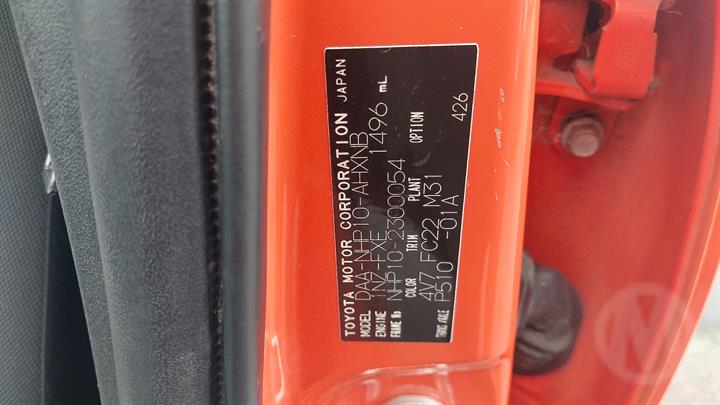 TOYOTA MOTOR CORPORATION JAPAN
MODEL DAA-NHP10-AHXNB
ENGINE 1NZ-FXE 1496 mL
FRAME No NHP10-2300054
COLOR TRIM PLANT OPTION
4V7 FC22 M31
TRANS/AXLE P510 -01A
426
M